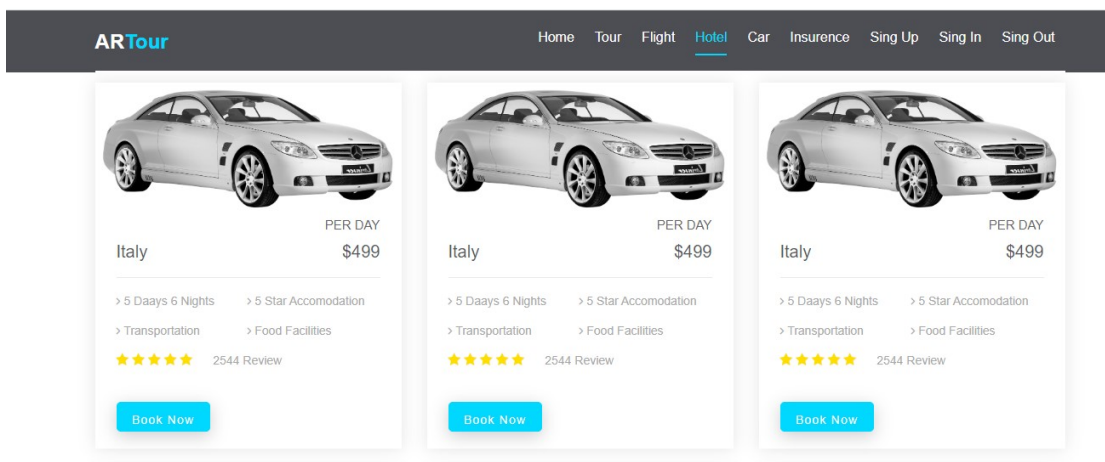 ARTour Home Tour Flight Hotel Car Insurence Sing Up Sing In Sing Out
PER DAY
Italy $499
> 5 Daays 6 Nights > 5 Star Accomodation
> Transportation > Food Facilities
2544 Review
Book Now
PER DAY
Italy $499
> 5 Daays 6 Nights > 5 Star Accomodation
> Transportation > Food Facilities
2544 Review
Book Now
PER DAY
Italy $499
> 5 Daays 6 Nights > 5 Star Accomodation
> Transportation > Food Facilities
2544 Review
Book Now